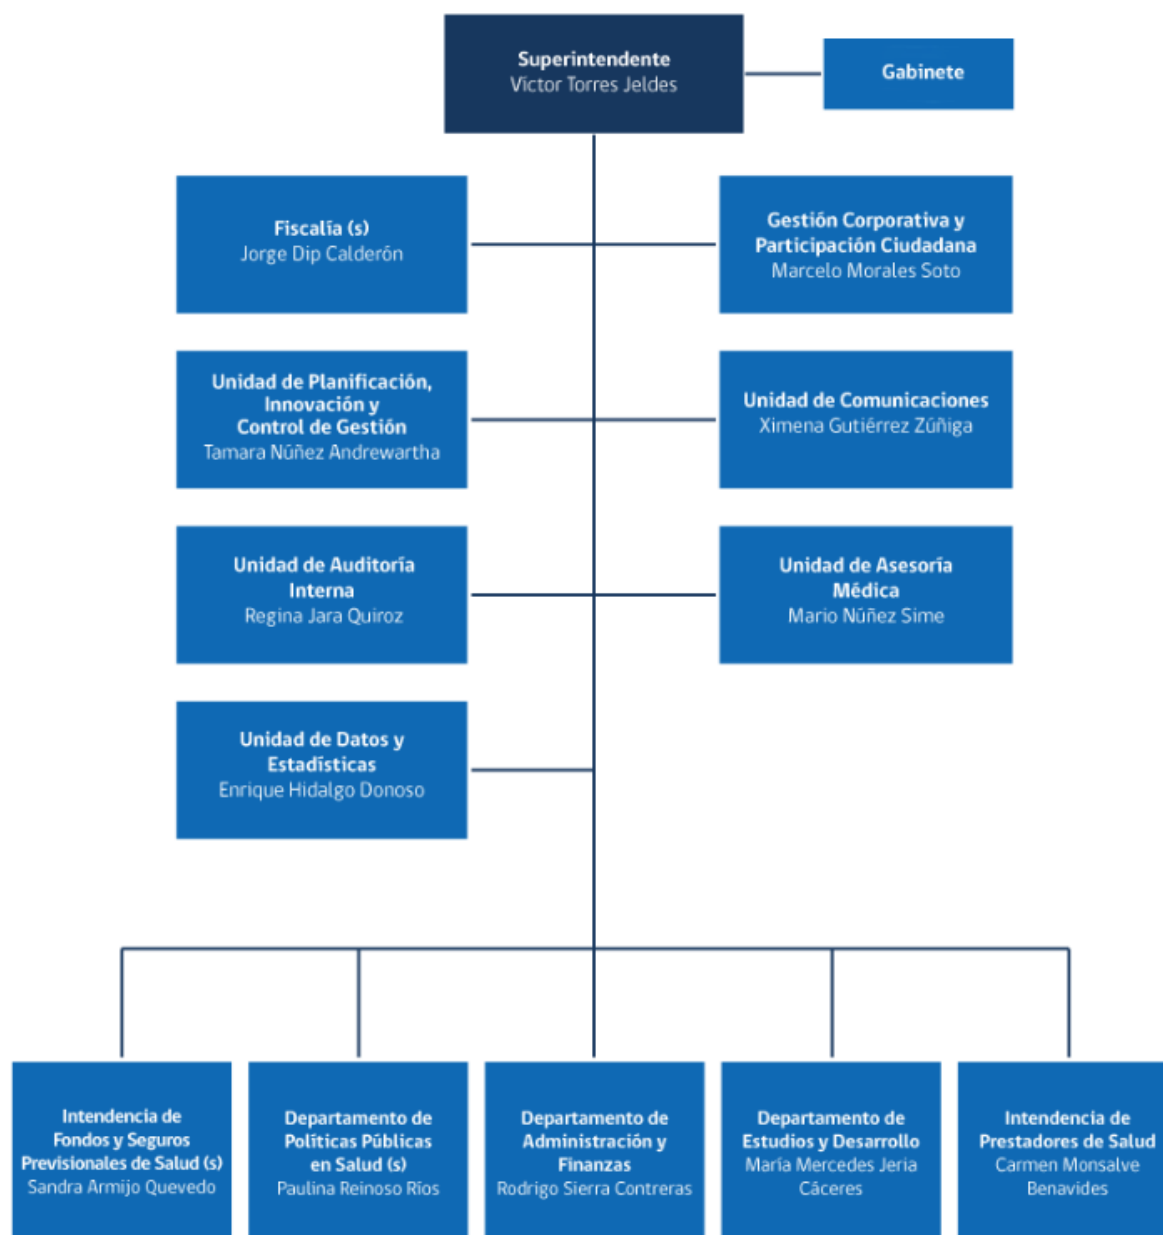 Superintendente
Víctor Torres Jeldes
Gabinete
Fiscalía (s)
Jorge Dip Calderón
Gestión Corporativa y
Participación Ciudadana
Marcelo Morales Soto
Unidad de Planificación,
Innovación y
Control de Gestión
Tamara Núñez Andrewartha
Unidad de Comunicaciones
Ximena Gutiérrez Zúñiga
Unidad de Auditoría
Interna
Regina Jara Quiroz
Unidad de Asesoría
Médica
Mario Núñez Sime
Unidad de Datos y
Estadísticas
Enrique Hidalgo Donoso
Intendencia de
Fondos y Seguros
Previsionales de Salud (s)
Sandra Armijo Quevedo
Departamento de
Políticas Públicas
en Salud (s)
Paulina Reinoso Ríos
Departamento de
Administración y
Finanzas
Rodrigo Sierra Contreras
Departamento de
Estudios y Desarrollo
María Mercedes Jeria
Cáceres
Intendencia de
Prestadores de Salud
Carmen Monsalve
Benavides